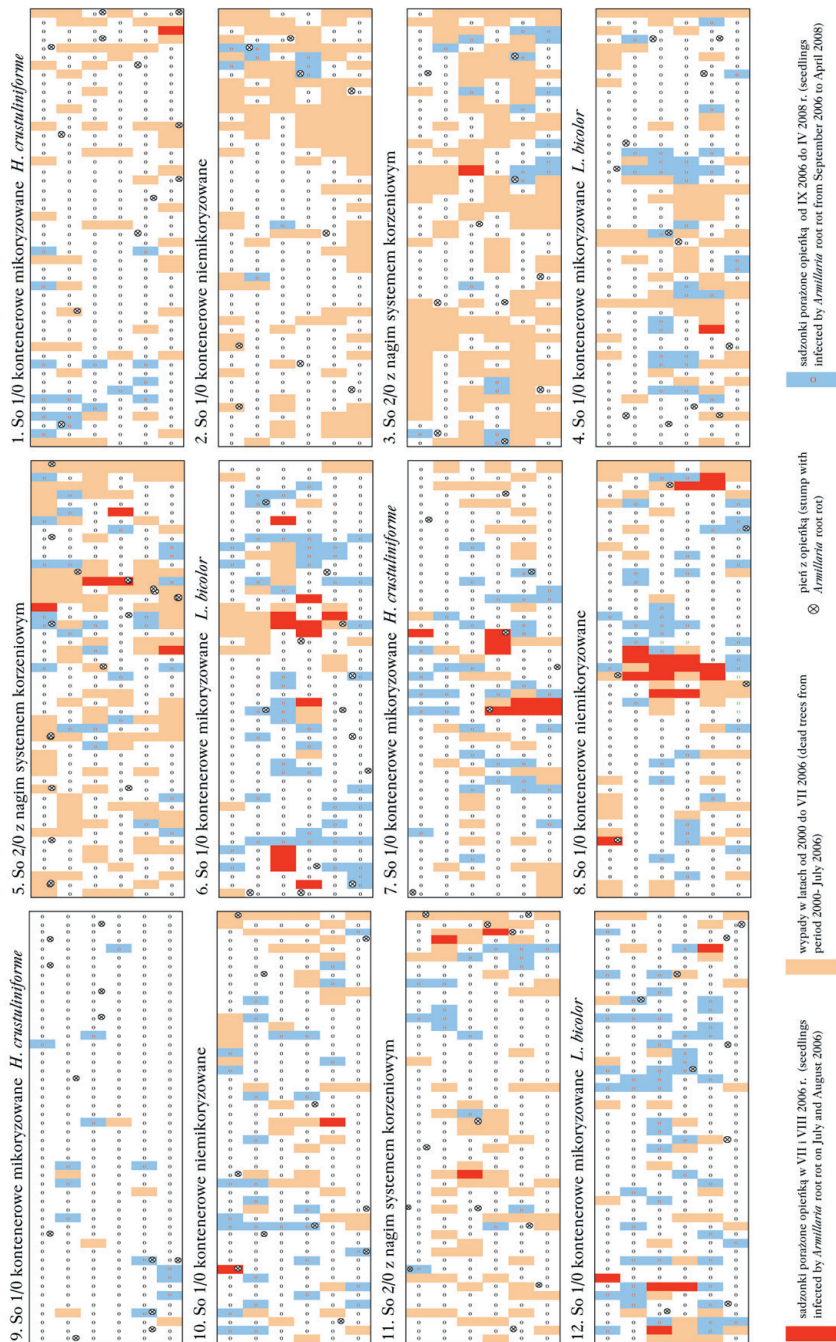 1. So 1/0 kontenerowe mikoryzowane H. crustuliniforme
2. So 1/0 kontenerowe niemikoryzowane
3. So 2/0 z nagim systemem korzeniowym
4. So 1/0 kontenerowe mikoryzowane L. bicolor
5. So 2/0 z nagim systemem korzeniowym
6. So 1/0 kontenerowe mikoryzowane L. bicolor
7. So 1/0 kontenerowe mikoryzowane H. crustuliniforme
8. So 1/0 kontenerowe niemikoryzowane
9. So 1/0 kontenerowe mikoryzowane H. crustuliniforme
10. So 1/0 kontenerowe niemikoryzowane
11. So 2/0 z nagim systemem korzeniowym
12. So 1/0 kontenerowe mikoryzowane L. bicolor
sadzonki porażone opieńką w VII i VIII 2006 r. (seedlings
infected by Armillaria root rot on July and August 2006)
wypady w latach od 2000 do VII 2006 (dead trees from
period 2000- July 2006)
pień z opieńką (stump with
Armillaria root rot)
sadzonki porażone opieńką od IX 2006 do IV 2008 r. (seedlings
infected by Armillaria root rot from September 2006 to April 2008)